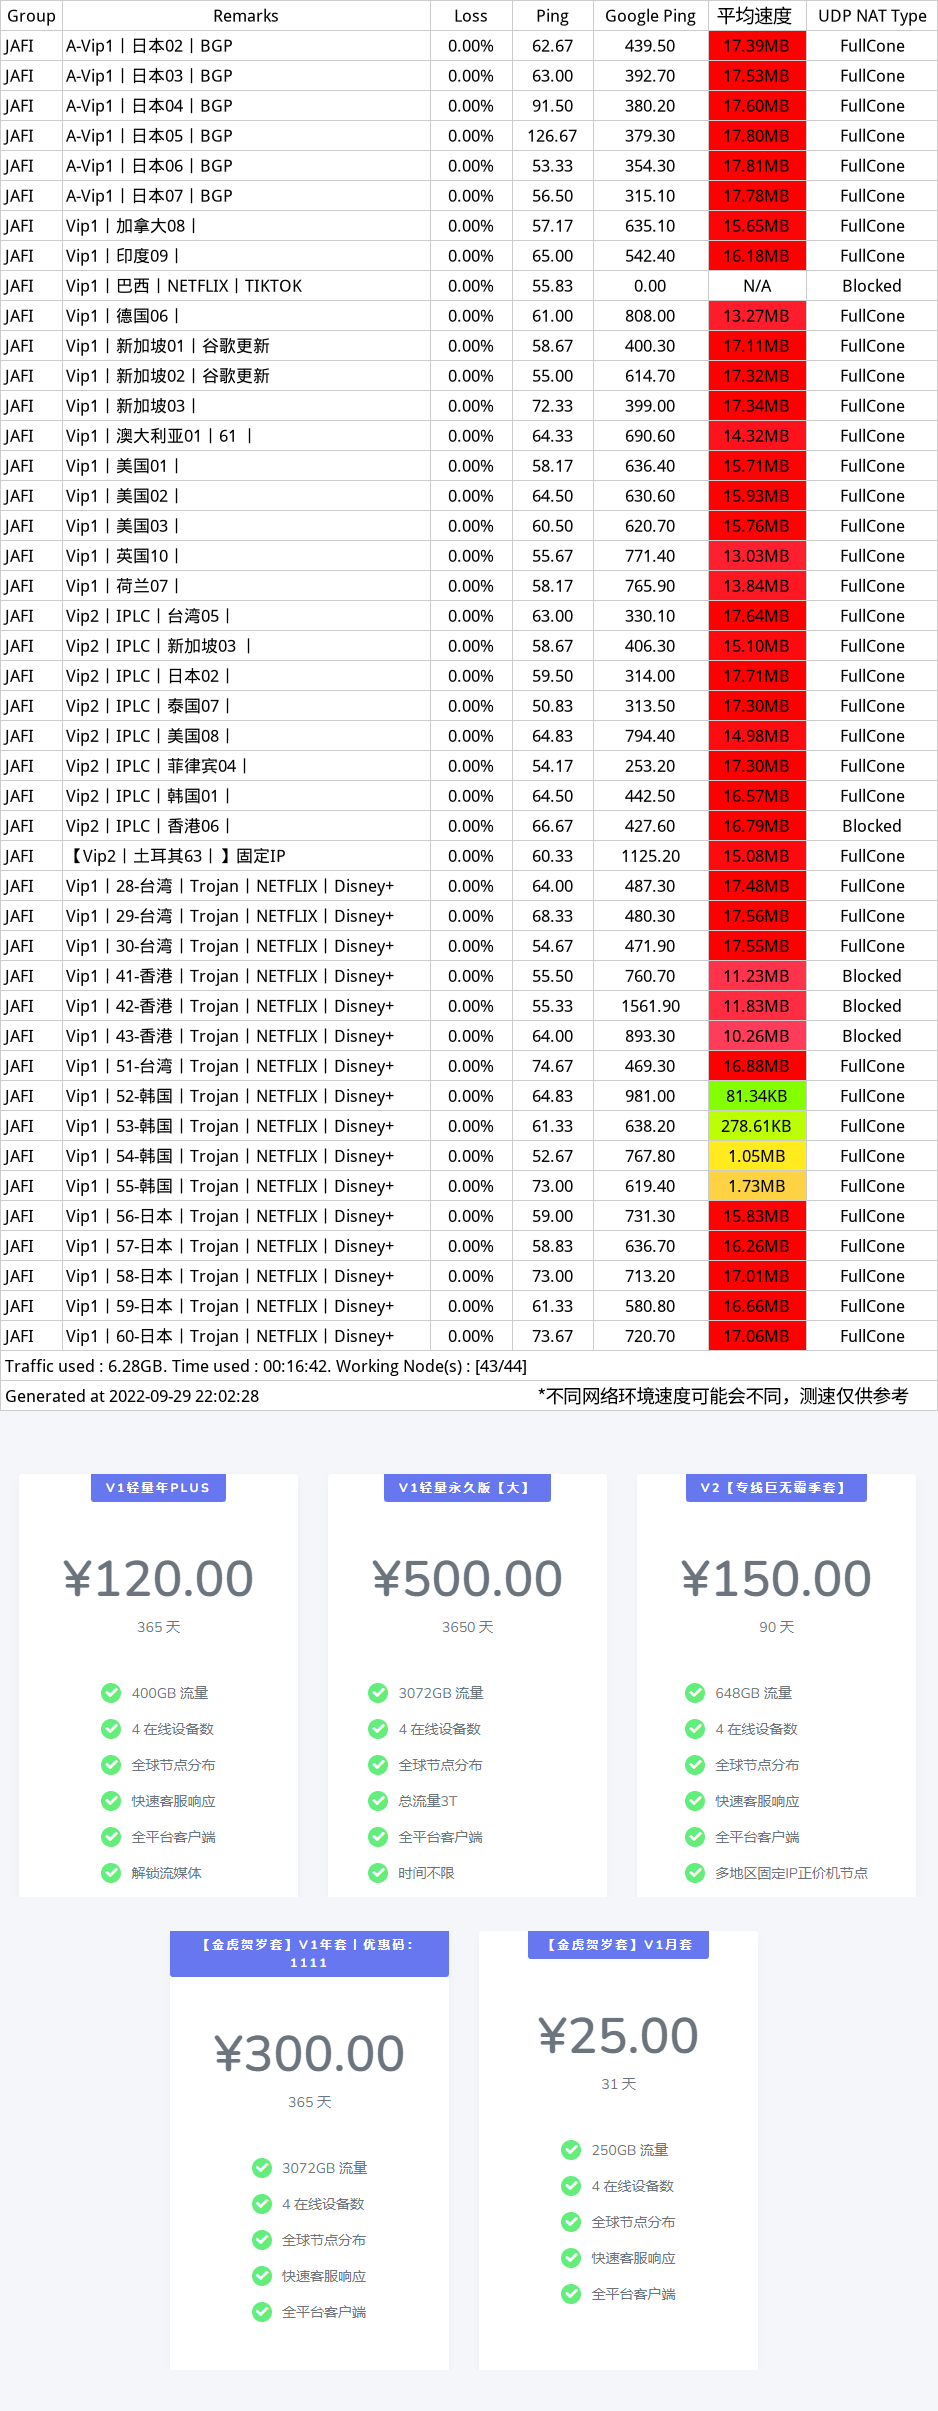 Group Remarks Loss Ping Google Ping 平均速度 UDP NAT Type
JAFI A-Vip1丨日本02丨BGP 0.00% 62.67 439.50 17.39MB FullCone
JAFI A-Vip1丨日本03丨BGP 0.00% 63.00 392.70 17.53MB FullCone
JAFI A-Vip1丨日本04丨BGP 0.00% 91.50 380.20 17.60MB FullCone
JAFI A-Vip1丨日本05丨BGP 0.00% 126.67 379.30 17.80MB FullCone
JAFI A-Vip1丨日本06丨BGP 0.00% 53.33 354.30 17.81MB FullCone
JAFI A-Vip1丨日本07丨BGP 0.00% 56.50 315.10 17.78MB FullCone
JAFI Vip1丨加拿大08丨 0.00% 57.17 635.10 15.65MB FullCone
JAFI Vip1丨印度09丨 0.00% 65.00 542.40 16.18MB FullCone
JAFI Vip1丨巴西丨NETFLIX丨TIKTOK 0.00% 55.83 0.00 N/A Blocked
JAFI Vip1丨德国06丨 0.00% 61.00 808.00 13.27MB FullCone
JAFI Vip1丨新加坡01丨谷歌更新 0.00% 58.67 400.30 17.11MB FullCone
JAFI Vip1丨新加坡02丨谷歌更新 0.00% 55.00 614.70 17.32MB FullCone
JAFI Vip1丨新加坡03丨 0.00% 72.33 399.00 17.34MB FullCone
JAFI Vip1丨澳大利亚01丨61 丨 0.00% 64.33 690.60 14.32MB FullCone
JAFI Vip1丨美国01丨 0.00% 58.17 636.40 15.71MB FullCone
JAFI Vip1丨美国02丨 0.00% 64.50 630.60 15.93MB FullCone
JAFI Vip1丨美国03丨 0.00% 60.50 620.70 15.76MB FullCone
JAFI Vip1丨英国10丨 0.00% 55.67 771.40 13.03MB FullCone
JAFI Vip1丨荷兰07丨 0.00% 58.17 765.90 13.84MB FullCone
JAFI Vip2丨IPLC丨台湾05丨 0.00% 63.00 330.10 17.64MB FullCone
JAFI Vip2丨IPLC丨新加坡03 丨 0.00% 58.67 406.30 15.10MB FullCone
JAFI Vip2丨IPLC丨日本02丨 0.00% 59.50 314.00 17.71MB FullCone
JAFI Vip2丨IPLC丨泰国07丨 0.00% 50.83 313.50 17.30MB FullCone
JAFI Vip2丨IPLC丨美国08丨 0.00% 64.83 794.40 14.98MB FullCone
JAFI Vip2丨IPLC丨菲律宾04丨 0.00% 54.17 253.20 17.30MB FullCone
JAFI Vip2丨IPLC丨韩国01丨 0.00% 64.50 442.50 16.57MB FullCone
JAFI Vip2丨IPLC丨香港06丨 0.00% 66.67 427.60 16.79MB Blocked
JAFI 【Vip2丨土耳其63丨】固定IP 0.00% 60.33 1125.20 15.08MB FullCone
JAFI Vip1丨28-台湾丨Trojan丨NETFLIX丨Disney+ 0.00% 64.00 487.30 17.48MB FullCone
JAFI Vip1丨29-台湾丨Trojan丨NETFLIX丨Disney+ 0.00% 68.33 480.30 17.56MB FullCone
JAFI Vip1丨30-台湾丨Trojan丨NETFLIX丨Disney+ 0.00% 54.67 471.90 17.55MB FullCone
JAFI Vip1丨41-香港丨Trojan丨NETFLIX丨Disney+ 0.00% 55.50 760.70 11.23MB Blocked
JAFI Vip1丨42-香港丨Trojan丨NETFLIX丨Disney+ 0.00% 55.33 1561.90 11.83MB Blocked
JAFI Vip1丨43-香港丨Trojan丨NETFLIX丨Disney+ 0.00% 64.00 893.30 10.26MB Blocked
JAFI Vip1丨51-台湾丨Trojan丨NETFLIX丨Disney+ 0.00% 74.67 469.30 16.88MB FullCone
JAFI Vip1丨52-韩国丨Trojan丨NETFLIX丨Disney+ 0.00% 64.83 981.00 81.34KB FullCone
JAFI Vip1丨53-韩国丨Trojan丨NETFLIX丨Disney+ 0.00% 61.33 638.20 278.61KB FullCone
JAFI Vip1丨54-韩国丨Trojan丨NETFLIX丨Disney+ 0.00% 52.67 767.80 1.05MB FullCone
JAFI Vip1丨55-韩国丨Trojan丨NETFLIX丨Disney+ 0.00% 73.00 619.40 1.73MB FullCone
JAFI Vip1丨56-日本丨Trojan丨NETFLIX丨Disney+ 0.00% 59.00 731.30 15.83MB FullCone
JAFI Vip1丨57-日本丨Trojan丨NETFLIX丨Disney+ 0.00% 58.83 636.70 16.26MB FullCone
JAFI Vip1丨58-日本丨Trojan丨NETFLIX丨Disney+ 0.00% 73.00 713.20 17.01MB FullCone
JAFI Vip1丨59-日本丨Trojan丨NETFLIX丨Disney+ 0.00% 61.33 580.80 16.66MB FullCone
JAFI Vip1丨60-日本丨Trojan丨NETFLIX丨Disney+ 0.00% 73.67 720.70 17.06MB FullCone
Traffic used : 6.28GB. Time used : 00:16:42. Working Node(s) : [43/44]
Generated at 2022-09-29 22:02:28 *不同网络环境速度可能会不同，测速仅供参考
V1轻量年PLUS
¥120.00
365 天
400GB 流量
4 在线设备数
全球节点分布
快速客服响应
全平台客户端
解锁流媒体
V1轻量永久版【大】
¥500.00
3650 天
3072GB 流量
4 在线设备数
全球节点分布
总流量3T
全平台客户端
时间不限
V2【专线巨无霸季套】
¥150.00
90 天
648GB 流量
4 在线设备数
全球节点分布
快速客服响应
全平台客户端
多地区固定IP正价机节点
【金虎贺岁套】V1年套丨优惠码：
1111
¥300.00
365 天
3072GB 流量
4 在线设备数
全球节点分布
快速客服响应
全平台客户端
【金虎贺岁套】V1月套
¥25.00
31 天
250GB 流量
4 在线设备数
全球节点分布
快速客服响应
全平台客户端